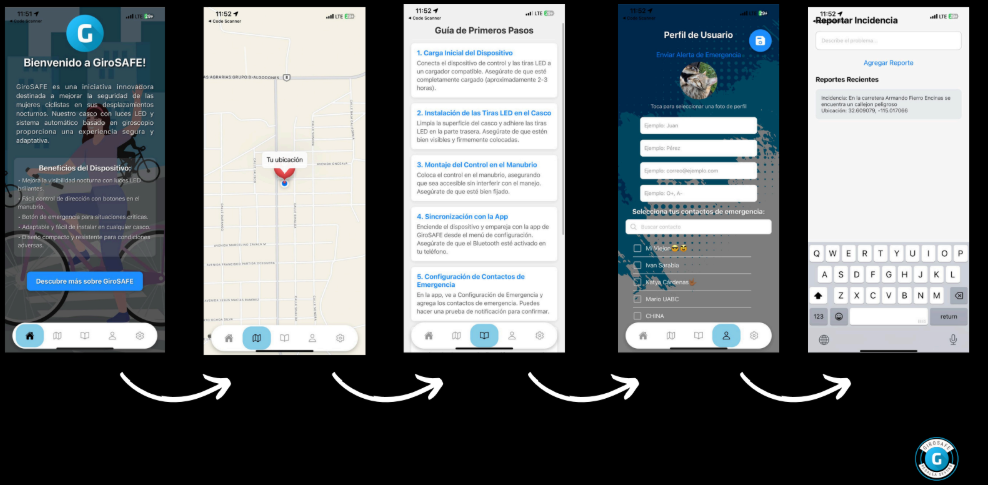 11:51
LTE
Code Scanner
G
Bienvenido a GiroSAFE!
GiroSAFE es una iniciativa innovadora
destinada a mejorar la seguridad de las
mujeres ciclistas en sus desplazamientos
nocturnos. Nuestro casco con luces LED y
sistema automático basado en giroscopio
proporciona una experiencia segura y
adaptativa.
Beneficios del Dispositivo:
- Mejora la visibilidad nocturna con luces LED
brillantes.
- Fácil control de dirección con botones en el
manubrio.
- Botón de emergencia para situaciones críticas.
- Adaptable y fácil de instalar en cualquier casco.
- Diseño compacto y resistente para condiciones
adversas.
Descubre más sobre GiroSAFE
11:52
LTE
Code Scanner
5
Tu ubicación
11:52
LTE
Code Scanner
Guía de Primeros Pasos
1. Carga Inicial del Dispositivo
Conecta el dispositivo de control y las tiras LED a
un cargador compatible. Asegúrate de que esté
completamente cargado (aproximadamente 2-3
horas).
2. Instalación de las Tiras LED en el Casco
Limpia la superficie del casco y adhiere las tiras
LED en la parte trasera. Asegúrate de que estén
bien visibles y firmemente colocadas.
3. Montaje del Control en el Manubrio
Coloca el control en el manubrio, asegurando
que sea accesible sin interferir con el manejo.
Asegúrate de que esté bien fijado.
4. Sincronización con la App
Enciende el dispositivo y empareja con la app de
GiroSAFE desde el menú de configuración.
Asegúrate de que el Bluetooth esté activado en
tu teléfono.
5. Configuración de Contactos de
Emergencia
En la app, ve a Configuración de Emergencia y
agrega los contactos de emergencia. Puedes
hacer una prueba de notificación para confirmar.
11:52
LTE
Code Scanner
Perfil de Usuario
Enviar Alerta de Emergencia
Toca para seleccionar una foto de perfil
Ejemplo: Juan
Ejemplo: Pérez
Ejemplo: correo@ejemplo.com
Ejemplo: O+, A-
Selecciona tus contactos de emergencia:
Buscar contacto
Mi Mejor
Ivan Sarabia
Katya Cardenas
Mario UABC
CHINA
11:52
LTE
Code Scanner
Reportar Incidencia
Describe el problema...
Agregar Reporte
Reportes Recientes
Incidencia: En la carretera Armando Fierro Encinas se
encuentra un callejon peligroso
Ubicación: 33.609079, -115.017066
Q W E R T Y U I O P
A S D F G H J K L
Z X C V B N M
123
return
GIROSAFE
G